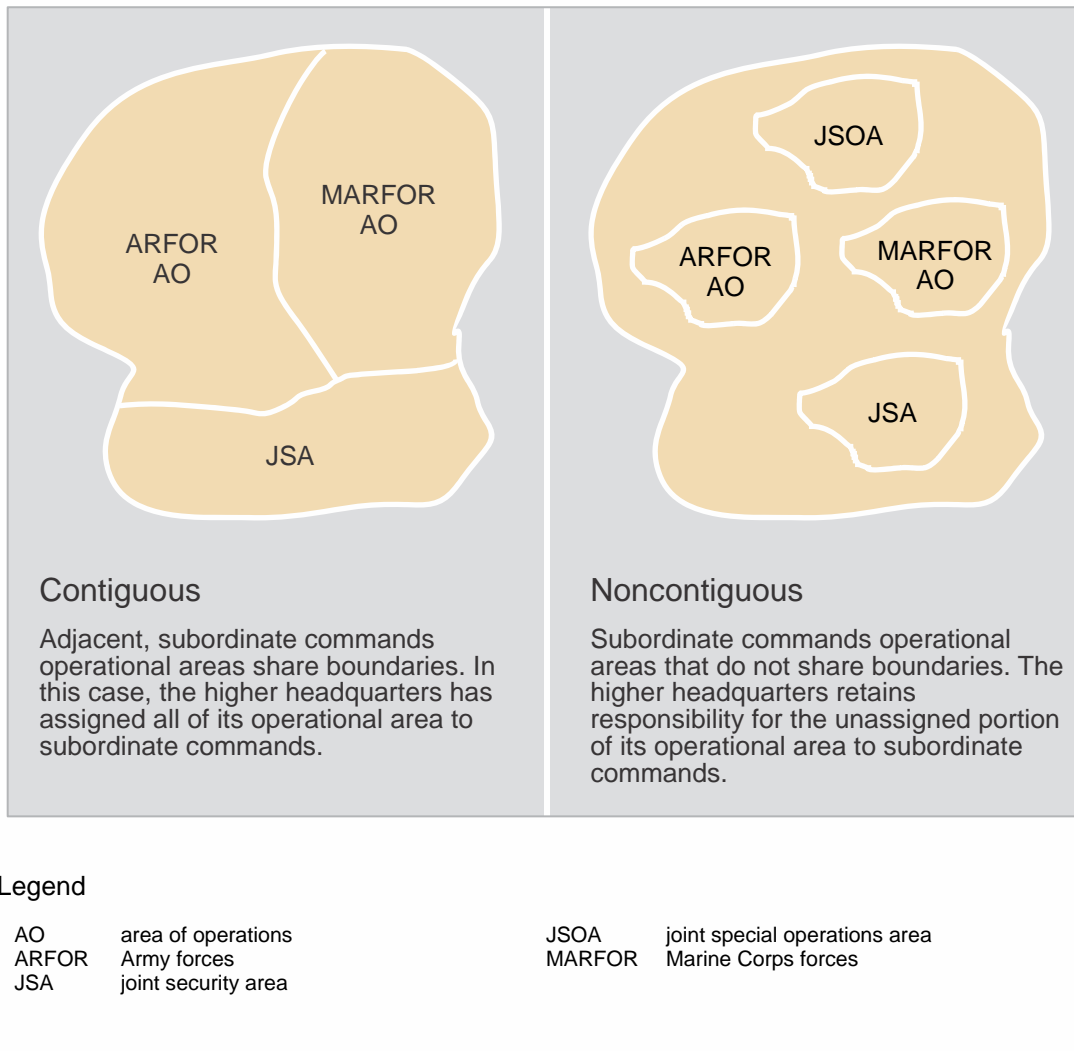 ARFOR
AO
MARFOR
AO
JSA
JSOA
ARFOR
AO
MARFOR
AO
JSA
Contiguous
Adjacent, subordinate commands
operational areas share boundaries. In
this case, the higher headquarters has
assigned all of its operational area to
subordinate commands.
Noncontiguous
Subordinate commands operational
areas that do not share boundaries. The
higher headquarters retains
responsibility for the unassigned portion
of its operational area to subordinate
commands.
Legend
AO area of operations
ARFOR Army forces
JSA joint security area
JSOA joint special operations area
MARFOR Marine Corps forces